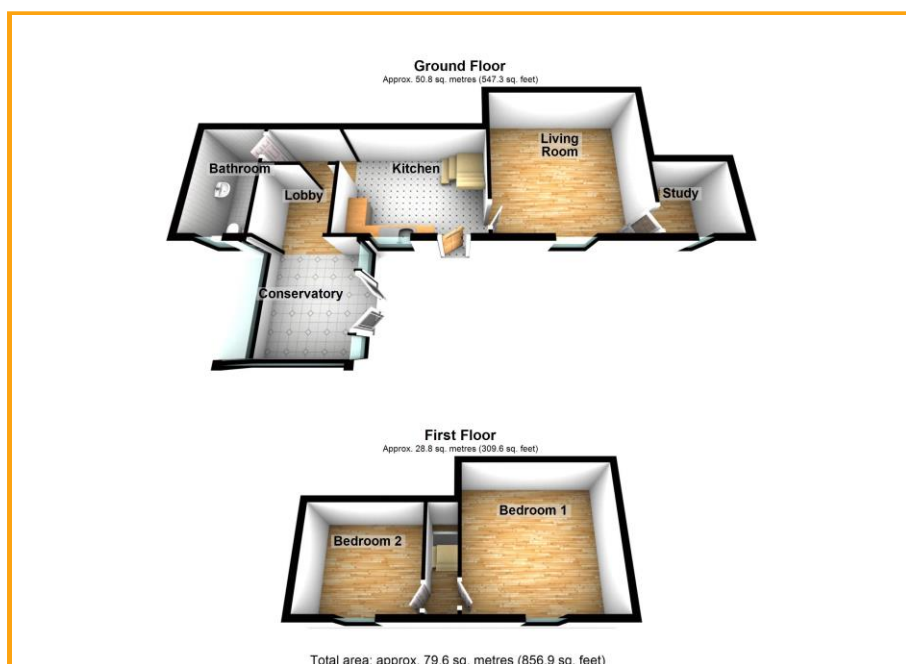 Ground Floor
Approx. 50.8 sq. metres (547.3 sq. feet)
Living
Room
Bathroom
Kitchen
Lobby
Study
Conservatory
First Floor
Approx. 28.8 sq. metres (309.6 sq. feet)
Bedroom 1
Bedroom 2
Total area: approx. 79.6 sq. metres (856.9 sq. feet)